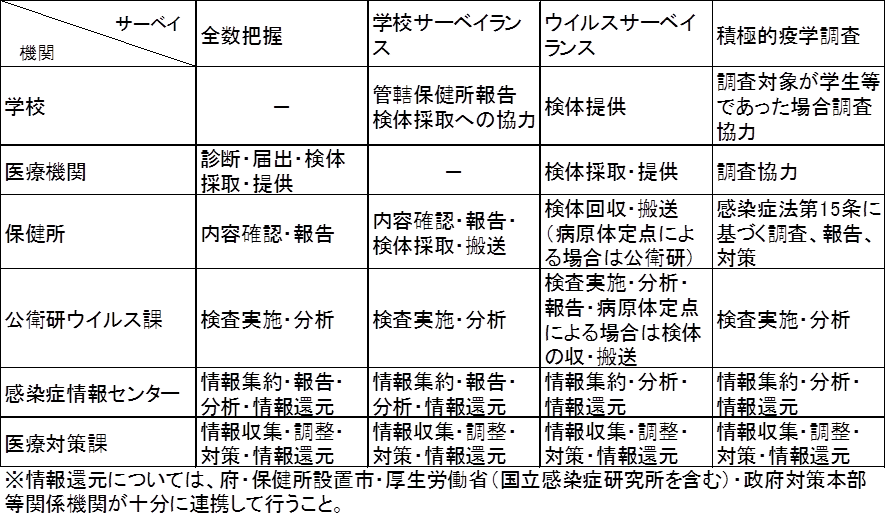 サーベイ
機関
全数把握
学校サーベイラン
ス
ウイルスサーベイ
ランス
積極的疫学調査
学校
－
管轄保健所報告
検体採取への協力
検体提供
調査対象が学生等
であった場合調査
協力
医療機関
診断・届出・検体
採取・提供
－
検体採取・提供
調査協力
保健所
内容確認・報告
内容確認・報告・
検体採取・搬送
検体回収・搬送
（病原体定点によ
る場合は公衛研）
感染症法第15条に
基づく調査、報告、
対策
公衛研ウイルス課
検査実施・分析
検査実施・分析
検査実施・分析・
報告・病原体定点
による場合は検体
の収・搬送
検査実施・分析
感染症情報センター
情報集約・報告・
分析・情報還元
情報集約・報告・
分析・情報還元
情報集約・分析・
情報還元
情報集約・分析・
情報還元
医療対策課
情報収集・調整・
対策・情報還元
情報収集・調整・
対策・情報還元
情報収集・調整・
対策・情報還元
情報収集・調整・
対策・情報還元
※情報還元については、府・保健所設置市・厚生労働省（国立感染症研究所を含む）・政府対策本部
等関係機関が十分に連携して行うこと。